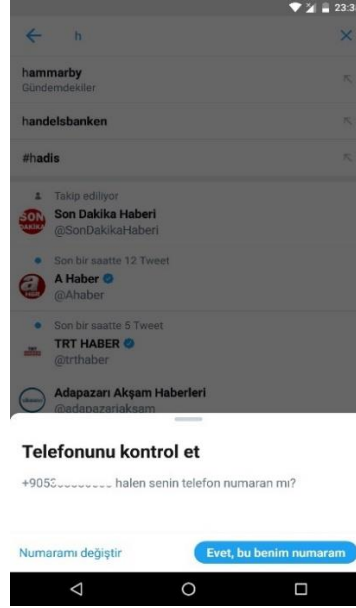 23:3
h
hammarby
Gündemdekiler
handelsbanken
#hadis
Takip ediliyor
SON DAKİKA
Son Dakika Haberi
@SonDakikaHaberi
Son bir saatte 12 Tweet
a
A Haber
@Ahaber
Son bir saatte 5 Tweet
TRT HABER
@trthaber
Adapazarı Akşam Haberleri
@adapazariaksam
Telefonunu kontrol et
+905 halen senin telefon numaran mı?
Numaramı değiştir
Evet, bu benim numaram